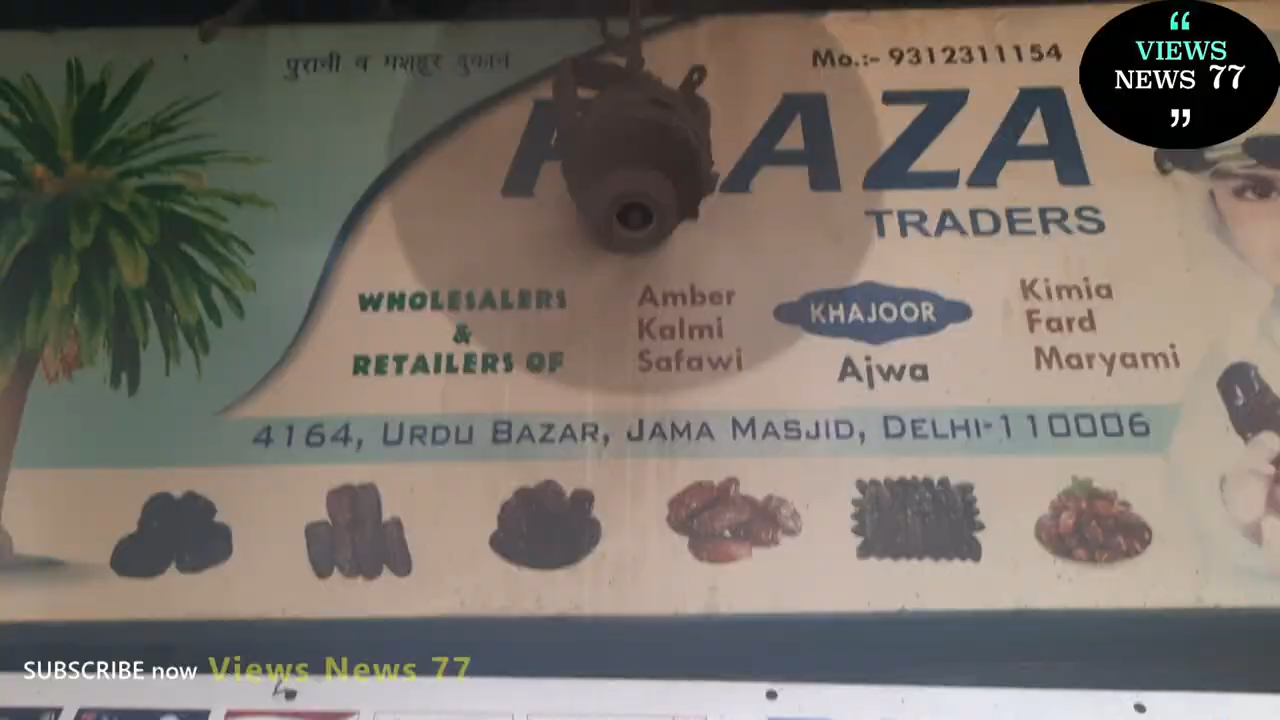 पुरानी व मशहूर दुकान
Mo.:- 9312311154
TRADERS
WHOLESALERS
&
RETAILERS OF
Amber
Kalmi
Safawi
KHAJOOR
Ajwa
Kimia
Fard
Maryami
4164, URDU BAZAR, JAMA MASJID, DELHI-110006
“
VIEWS
NEWS 77
”
SUBSCRIBE now Views News 77